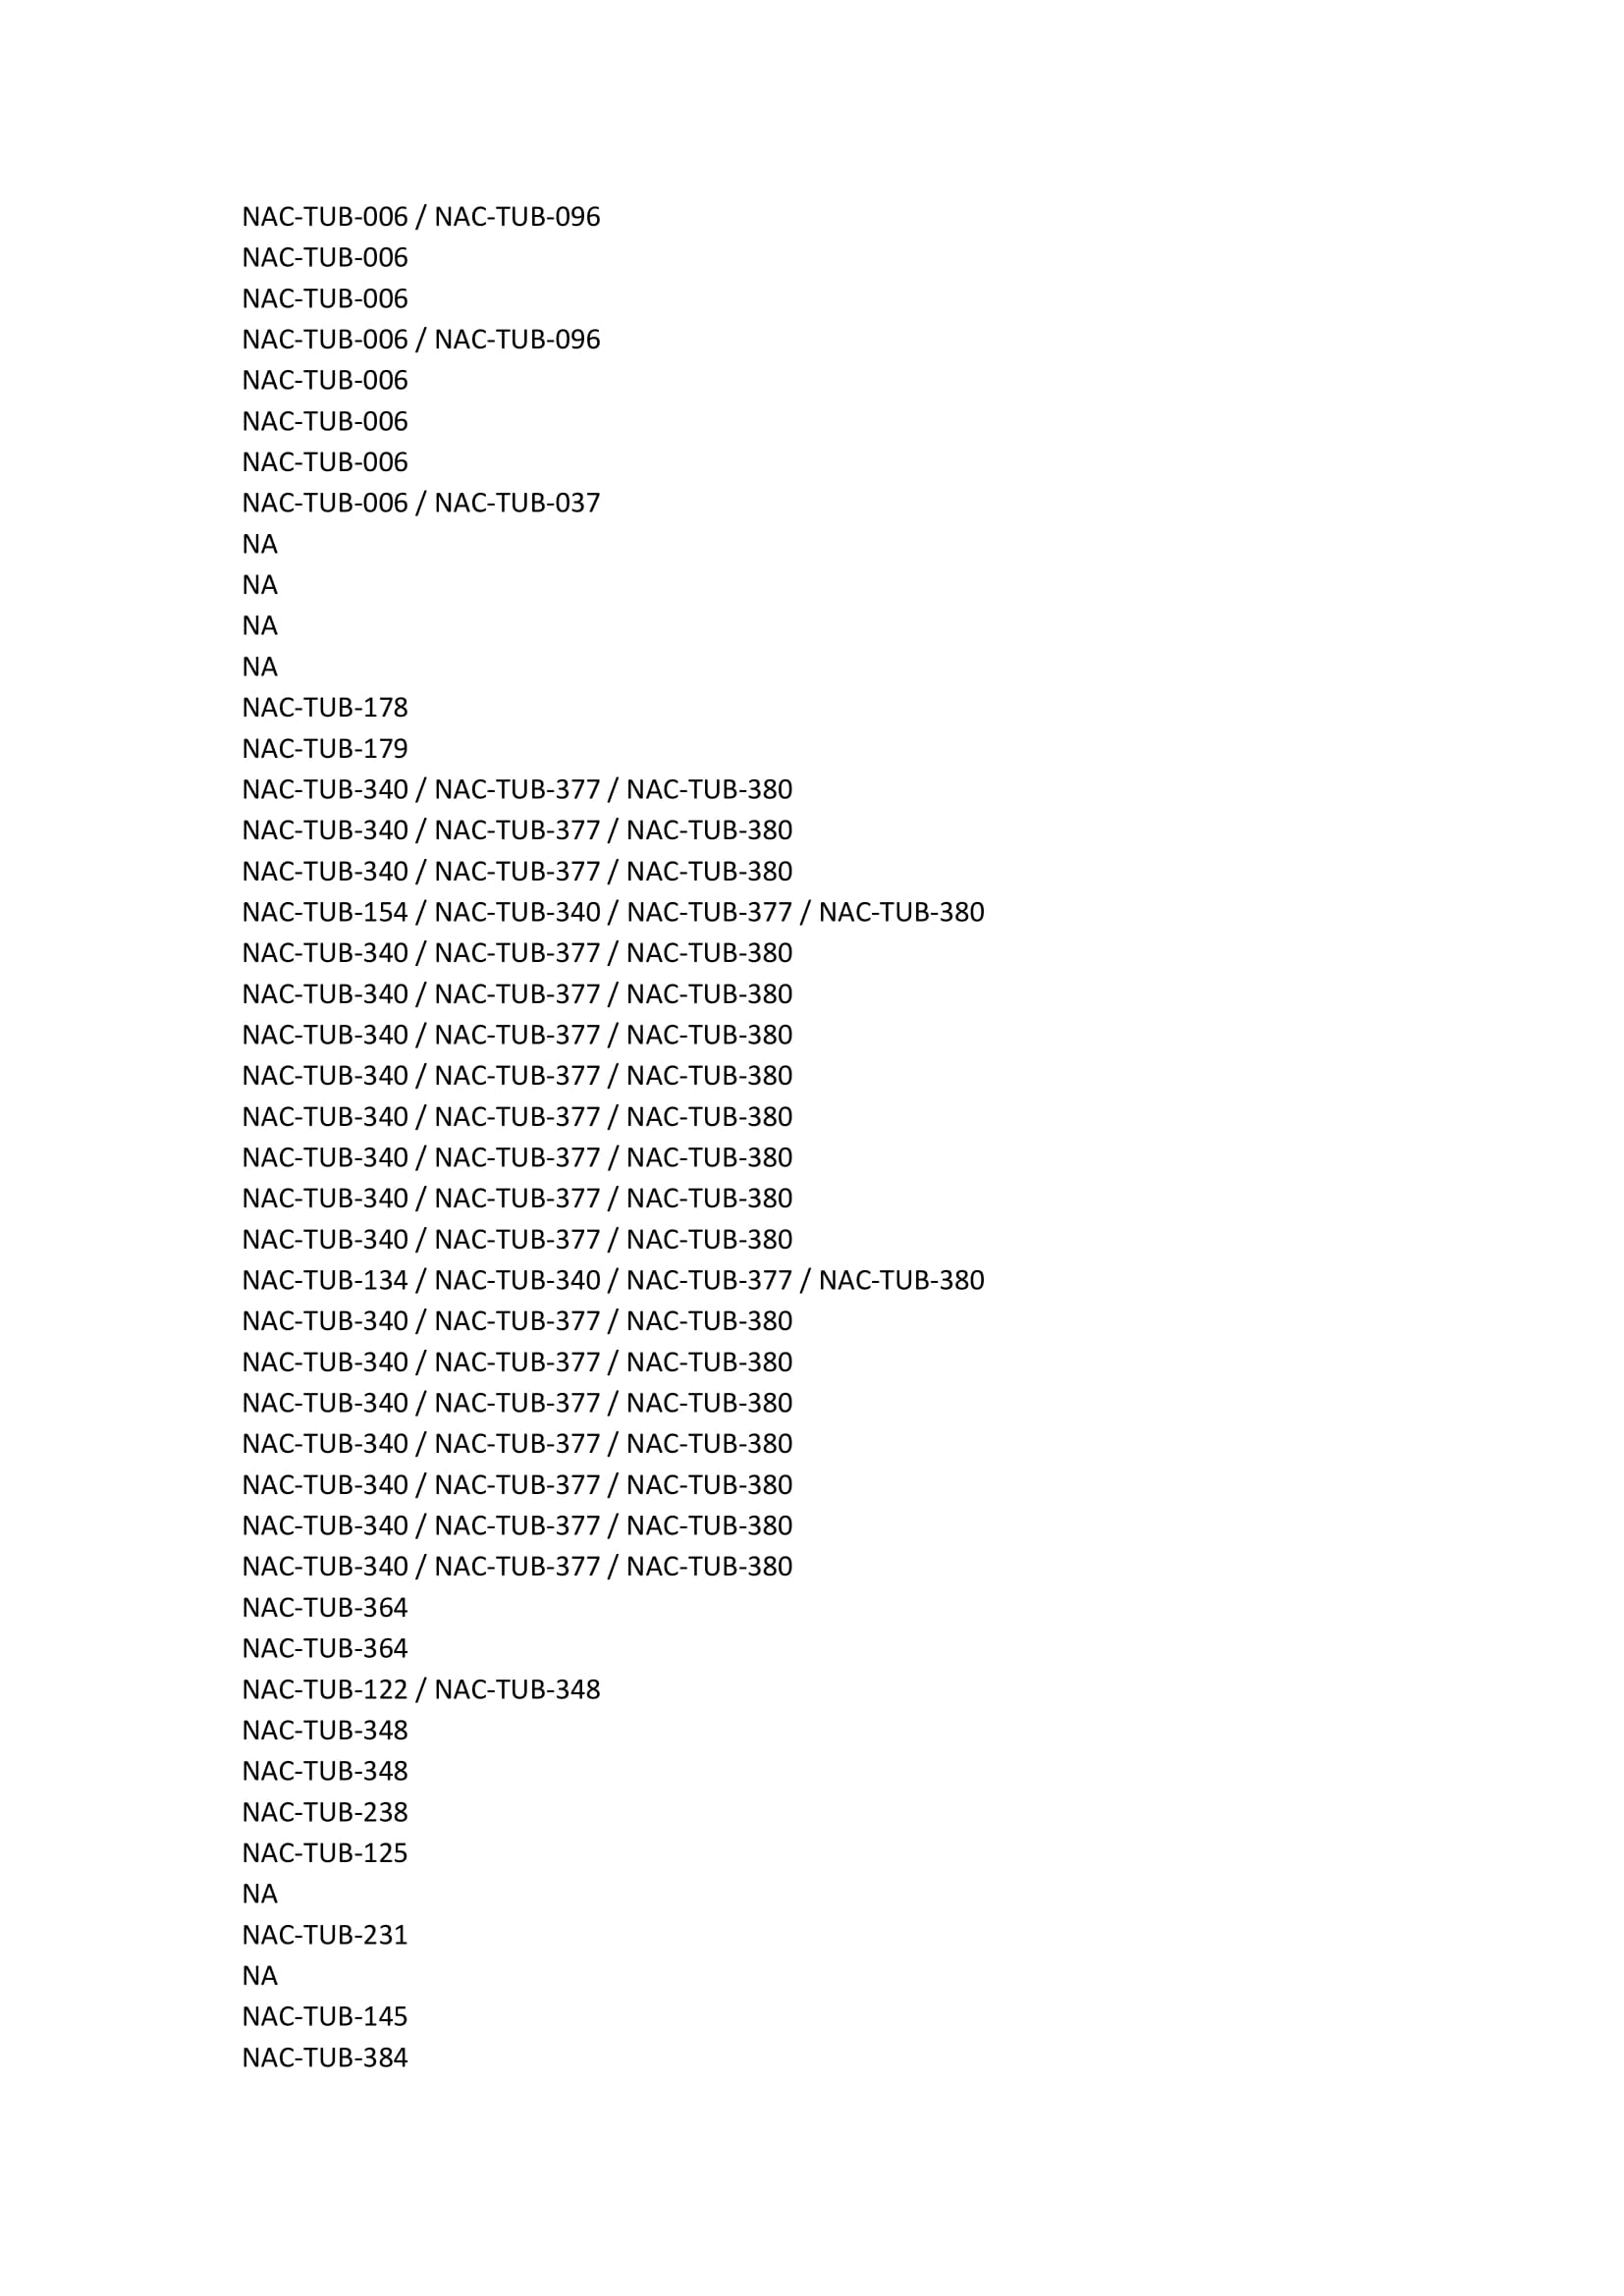 NAC-TUB-006 / NAC-TUB-096
NAC-TUB-006
NAC-TUB-006
NAC-TUB-006 / NAC-TUB-096
NAC-TUB-006
NAC-TUB-006
NAC-TUB-006
NAC-TUB-006 / NAC-TUB-037
NA
NA
NA
NA
NAC-TUB-178
NAC-TUB-179
NAC-TUB-340 / NAC-TUB-377 / NAC-TUB-380
NAC-TUB-340 / NAC-TUB-377 / NAC-TUB-380
NAC-TUB-340 / NAC-TUB-377 / NAC-TUB-380
NAC-TUB-154 / NAC-TUB-340 / NAC-TUB-377 / NAC-TUB-380
NAC-TUB-340 / NAC-TUB-377 / NAC-TUB-380
NAC-TUB-340 / NAC-TUB-377 / NAC-TUB-380
NAC-TUB-340 / NAC-TUB-377 / NAC-TUB-380
NAC-TUB-340 / NAC-TUB-377 / NAC-TUB-380
NAC-TUB-340 / NAC-TUB-377 / NAC-TUB-380
NAC-TUB-340 / NAC-TUB-377 / NAC-TUB-380
NAC-TUB-340 / NAC-TUB-377 / NAC-TUB-380
NAC-TUB-340 / NAC-TUB-377 / NAC-TUB-380
NAC-TUB-134 / NAC-TUB-340 / NAC-TUB-377 / NAC-TUB-380
NAC-TUB-340 / NAC-TUB-377 / NAC-TUB-380
NAC-TUB-340 / NAC-TUB-377 / NAC-TUB-380
NAC-TUB-340 / NAC-TUB-377 / NAC-TUB-380
NAC-TUB-340 / NAC-TUB-377 / NAC-TUB-380
NAC-TUB-340 / NAC-TUB-377 / NAC-TUB-380
NAC-TUB-340 / NAC-TUB-377 / NAC-TUB-380
NAC-TUB-340 / NAC-TUB-377 / NAC-TUB-380
NAC-TUB-364
NAC-TUB-364
NAC-TUB-122 / NAC-TUB-348
NAC-TUB-348
NAC-TUB-348
NAC-TUB-238
NAC-TUB-125
NA
NAC-TUB-231
NA
NAC-TUB-145
NAC-TUB-384